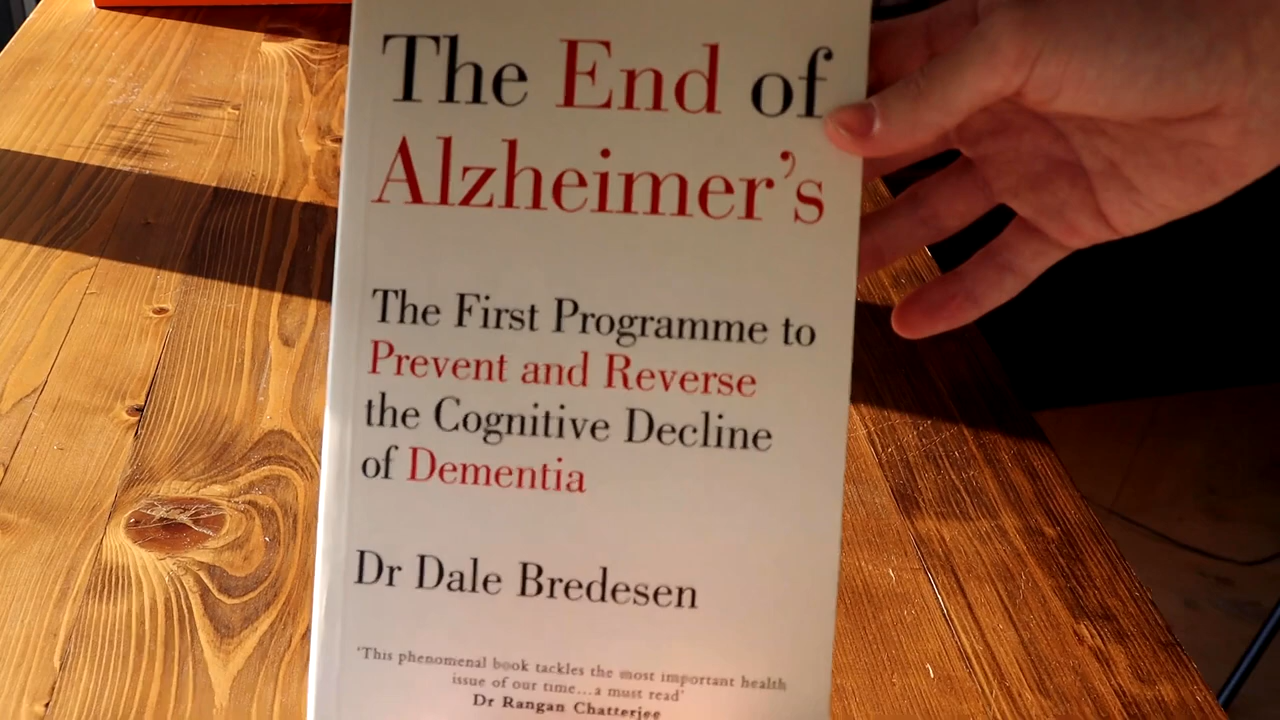 The End of
Alzheimer's
The First Programme to
Prevent and Reverse
the Cognitive Decline
of Dementia
Dr Dale Bredesen
'This phenomenal book tackles the most important health
issue of our time...a must read'
Dr Rangan Chatterjee